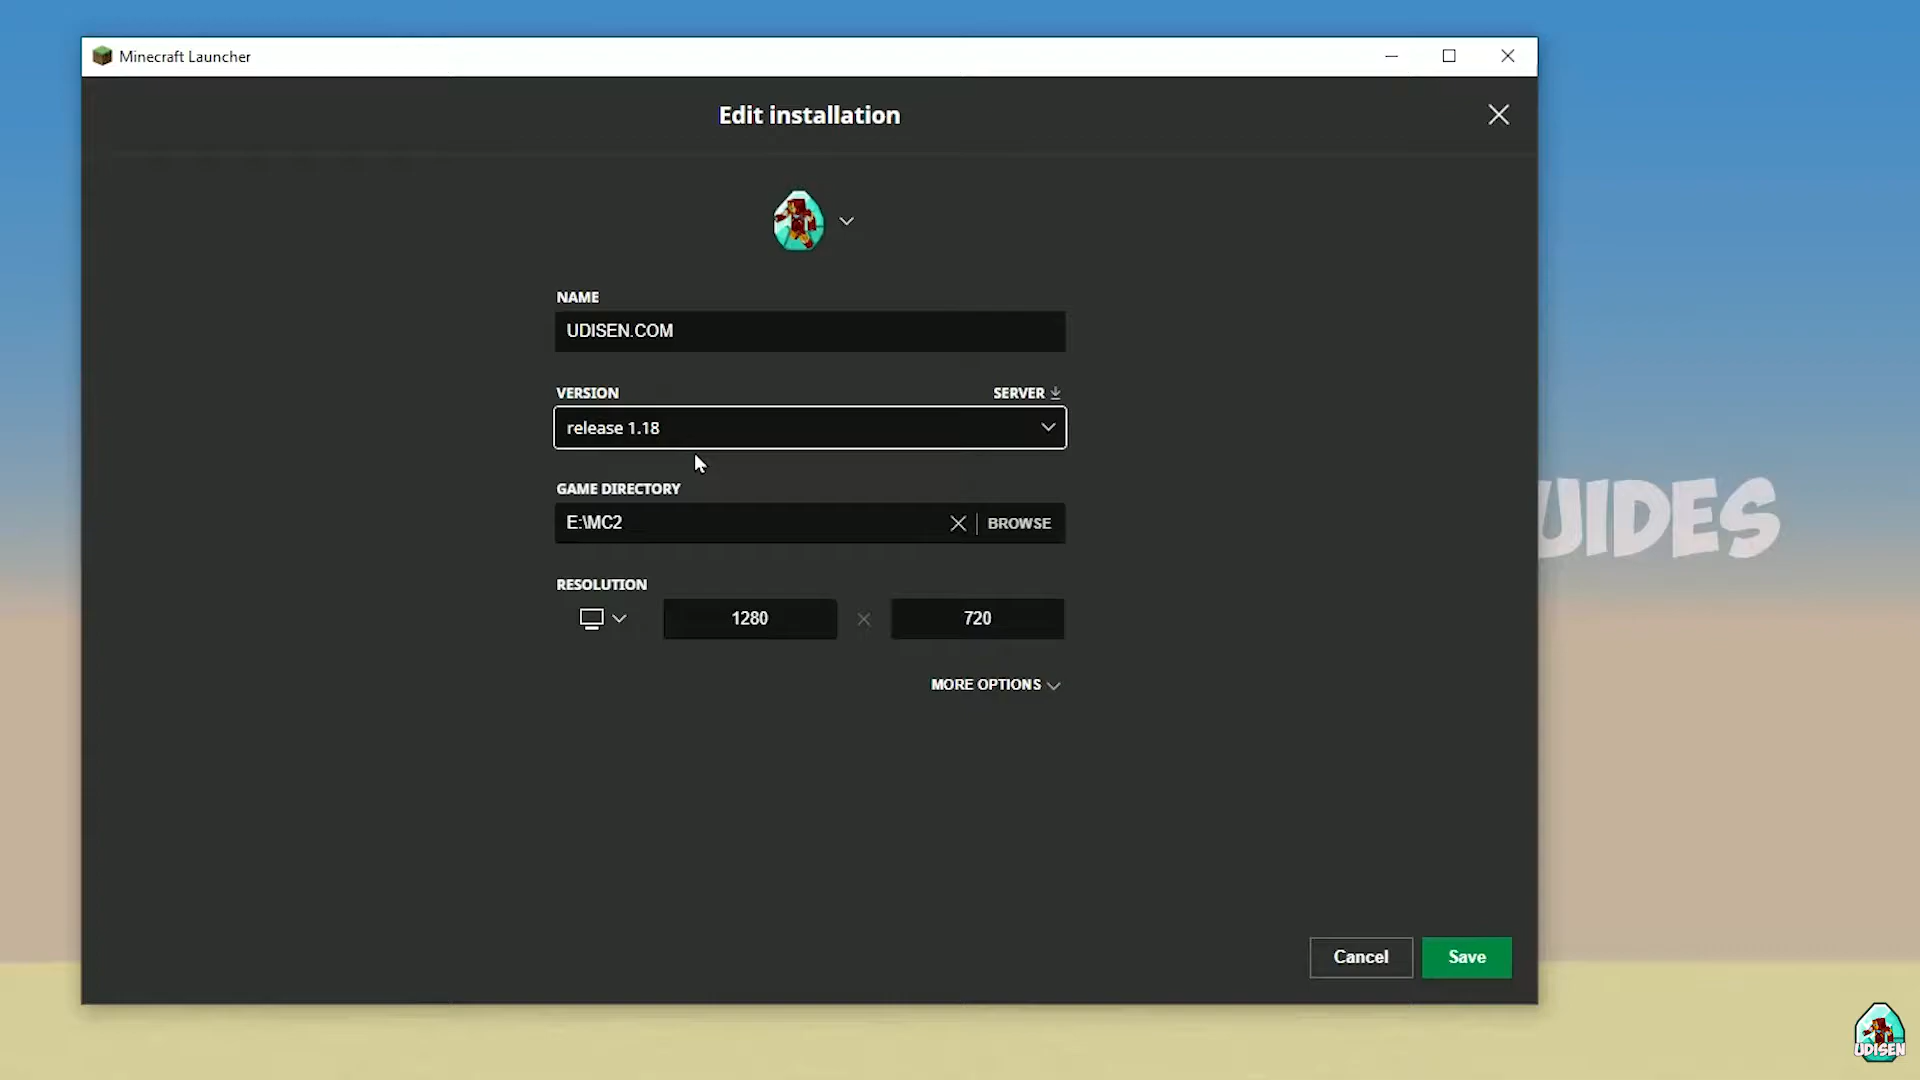 Minecraft Launcher
Edit installation
NAME
UDISEN.COM
VERSION
SERVER
release 1.18
GAME DIRECTORY
E:\MC2
BROWSE
RESOLUTION
1280
720
MORE OPTIONS
Cancel
Save
UIDES
UDISEN